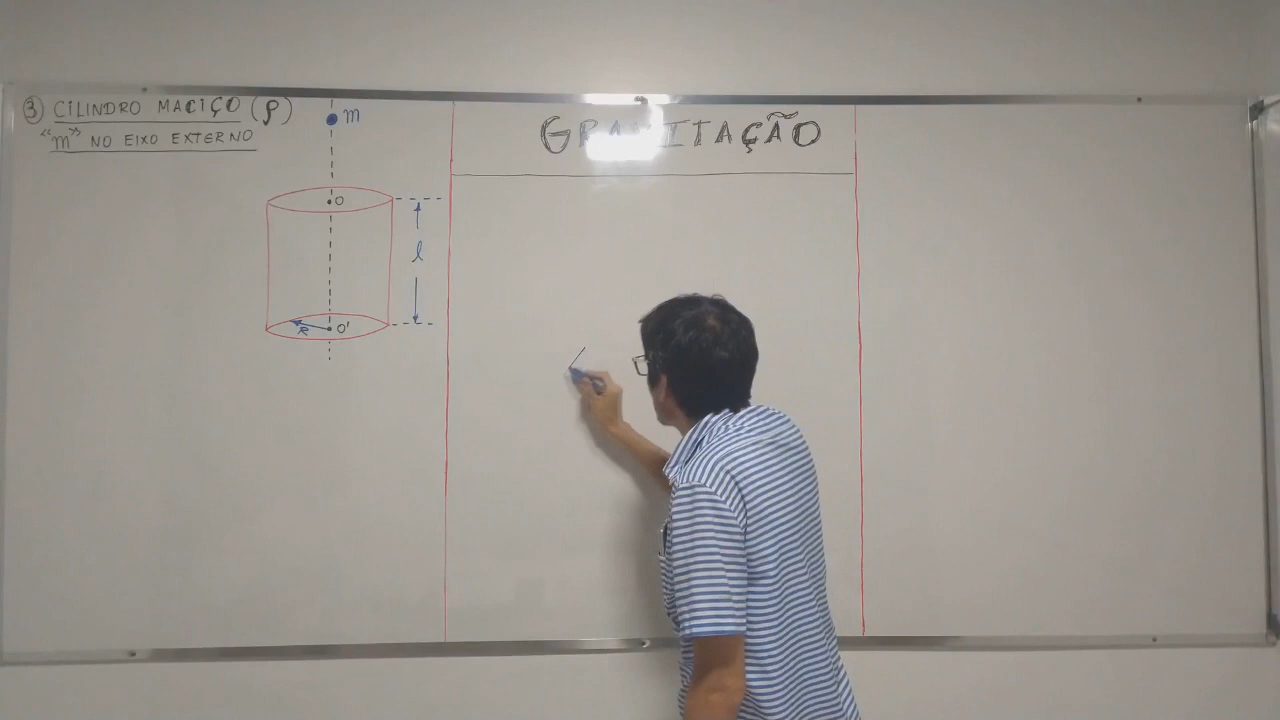 ③ CILINDRO MACIÇO (ρ)
"m" NO EIXO EXTERNO
m
GRAVITAÇÃO
O
l
R
O'